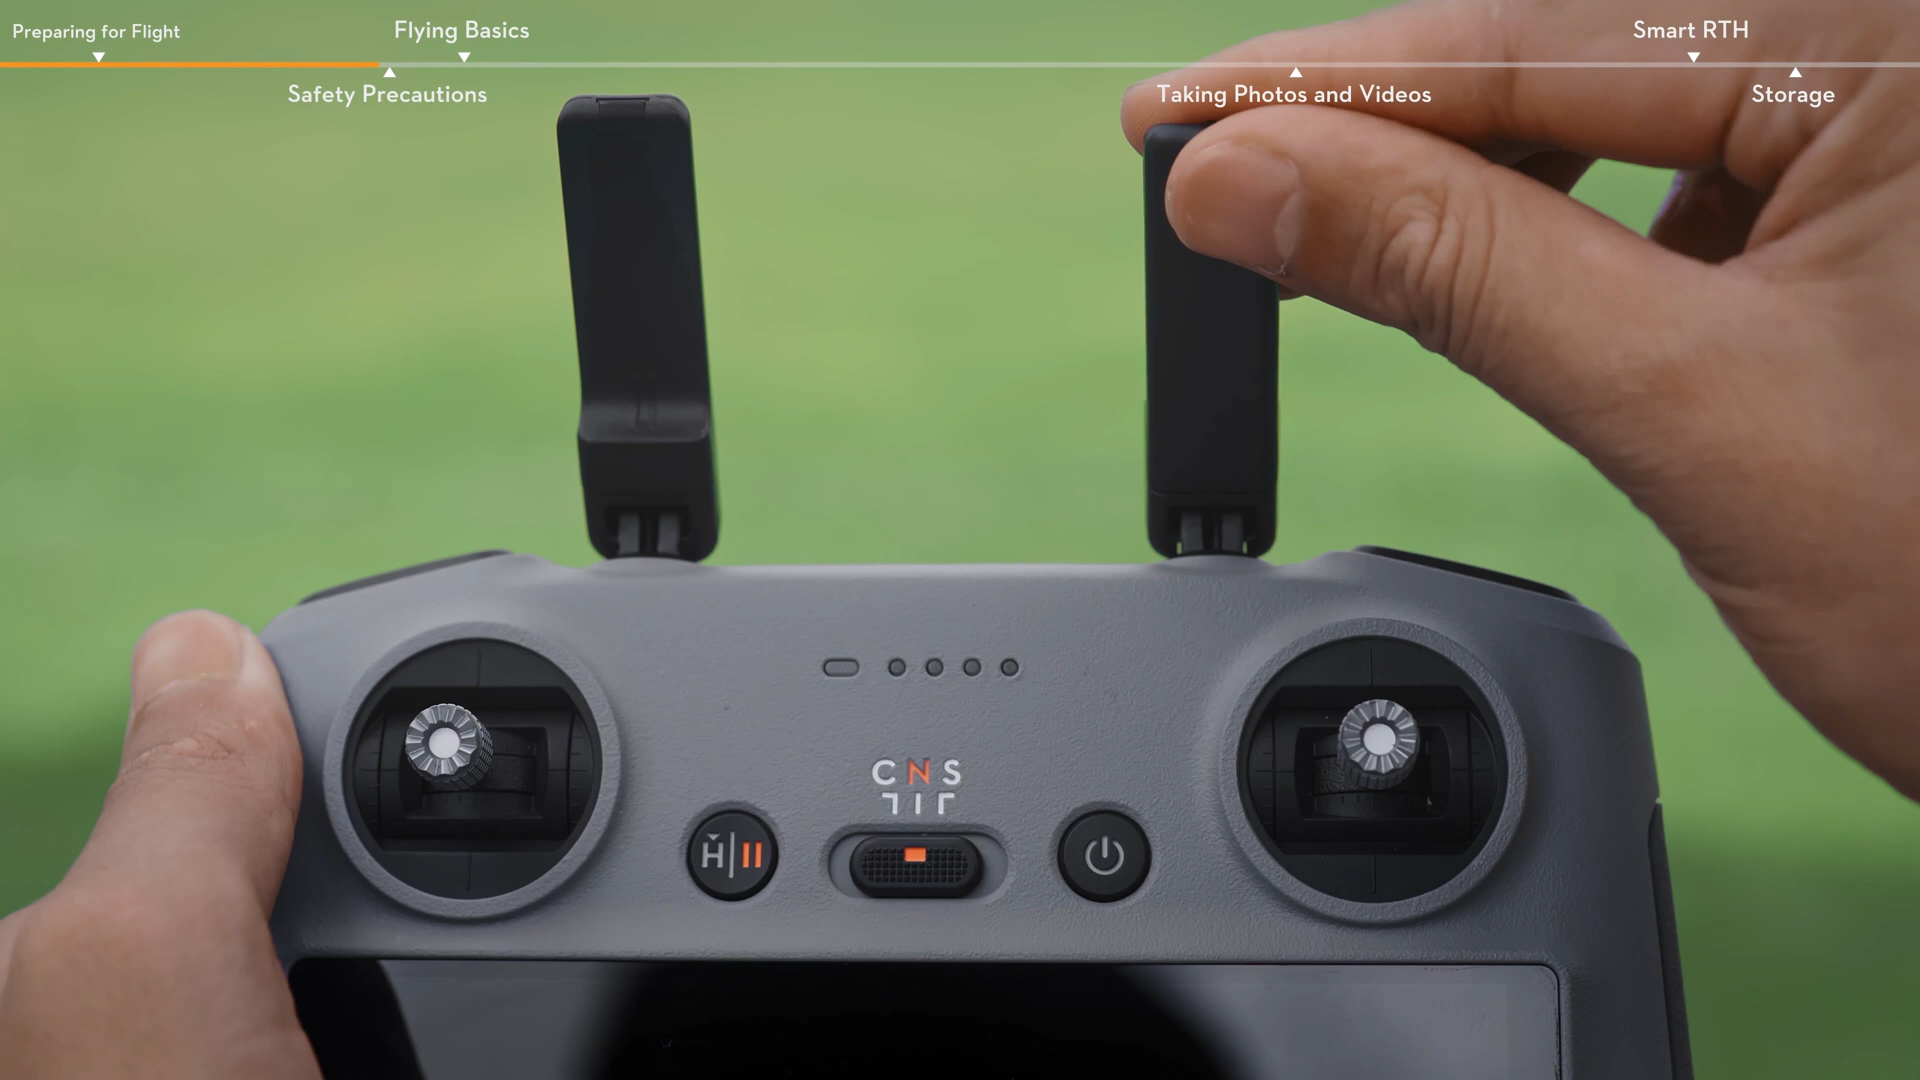 Preparing for Flight
Flying Basics
Smart RTH
Safety Precautions
Taking Photos and Videos
Storage
C N S
H